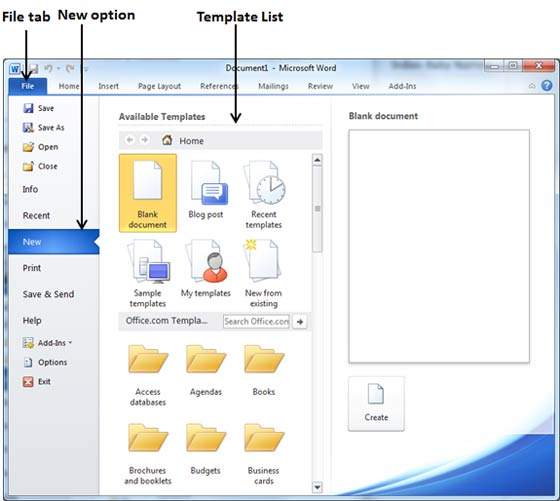 File tab New option Template List
Document1 - Microsoft Word
File Home Insert Page Layout References Mailings Review View Add-Ins
Save
Save As
Open
Close
Info
Recent
New
Print
Save & Send
Help
Add-Ins
Options
Exit
Available Templates
Home
Blank document
Blog post
Recent templates
Sample templates
My templates
New from existing
Office.com Templa... Search Office.con
Access databases
Agendas
Books
Brochures and booklets
Budgets
Business cards
Blank document
Create